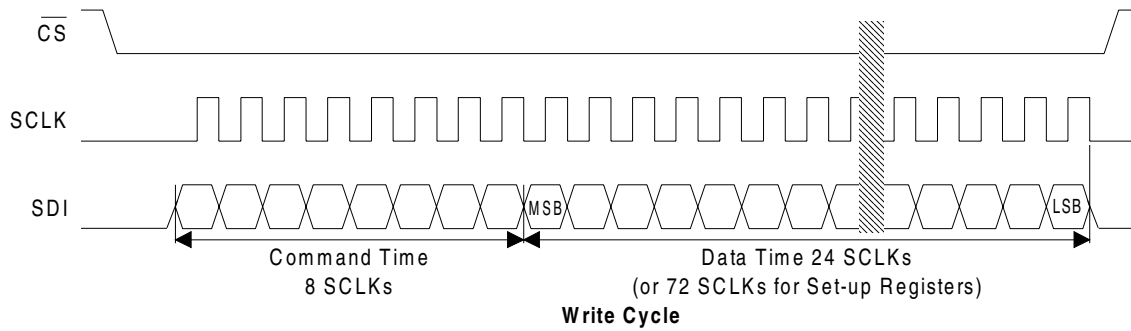 CS
SCLK
SDI
MSB
LSB
Command Time
8 SCLKs
Data Time 24 SCLKs
(or 72 SCLKs for Set-up Registers)
Write Cycle